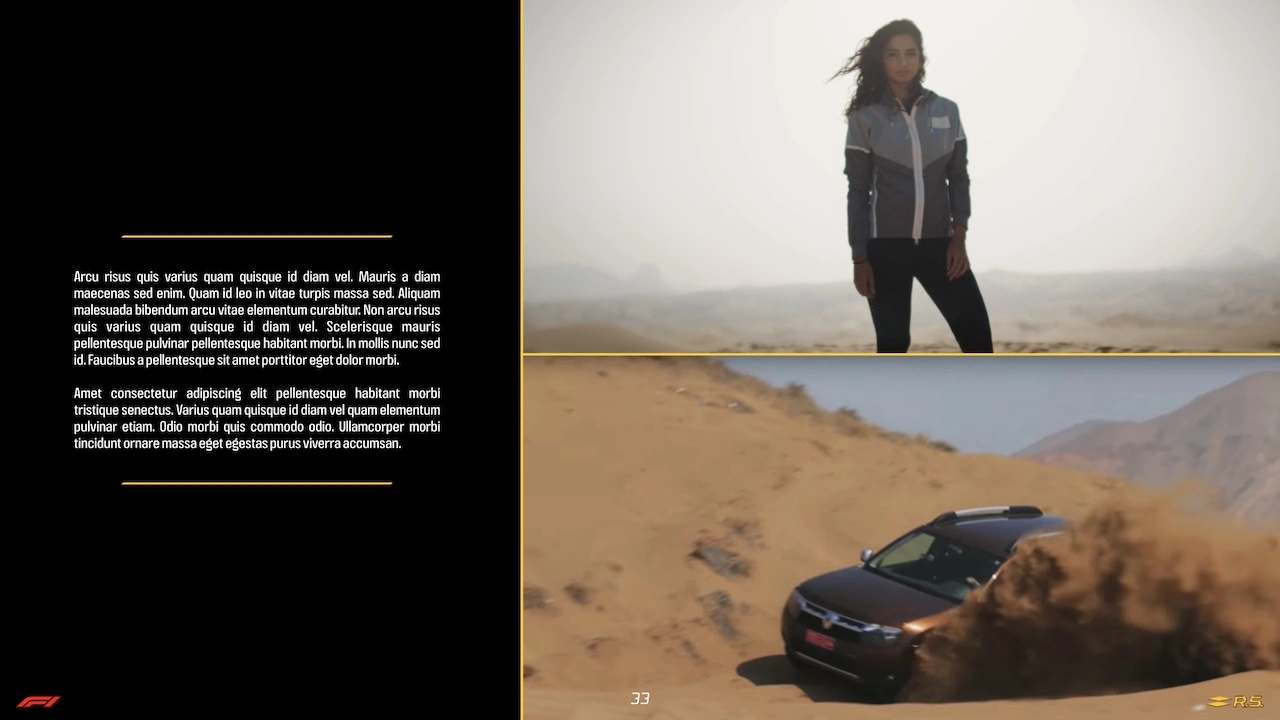 Arcu risus quis varius quam quisque id diam vel. Mauris a diam
maecenas sed enim. Quam id leo in vitae turpis massa sed. Aliquam
malesuada bibendum arcu vitae elementum curabitur. Non arcu risus
quis varius quam quisque id diam vel. Scelerisque mauris
pellentesque pulvinar pellentesque habitant morbi. In mollis nunc sed
id. Faucibus a pellentesque sit amet porttitor eget dolor morbi.
Amet consectetur adipiscing elit pellentesque habitant morbi
tristique senectus. Varius quam quisque id diam vel quam elementum
pulvinar etiam. Odio morbi quis commodo odio. Ullamcorper morbi
tincidunt ornare massa eget egestas purus viverra accumsan.
F1
33
R.S.